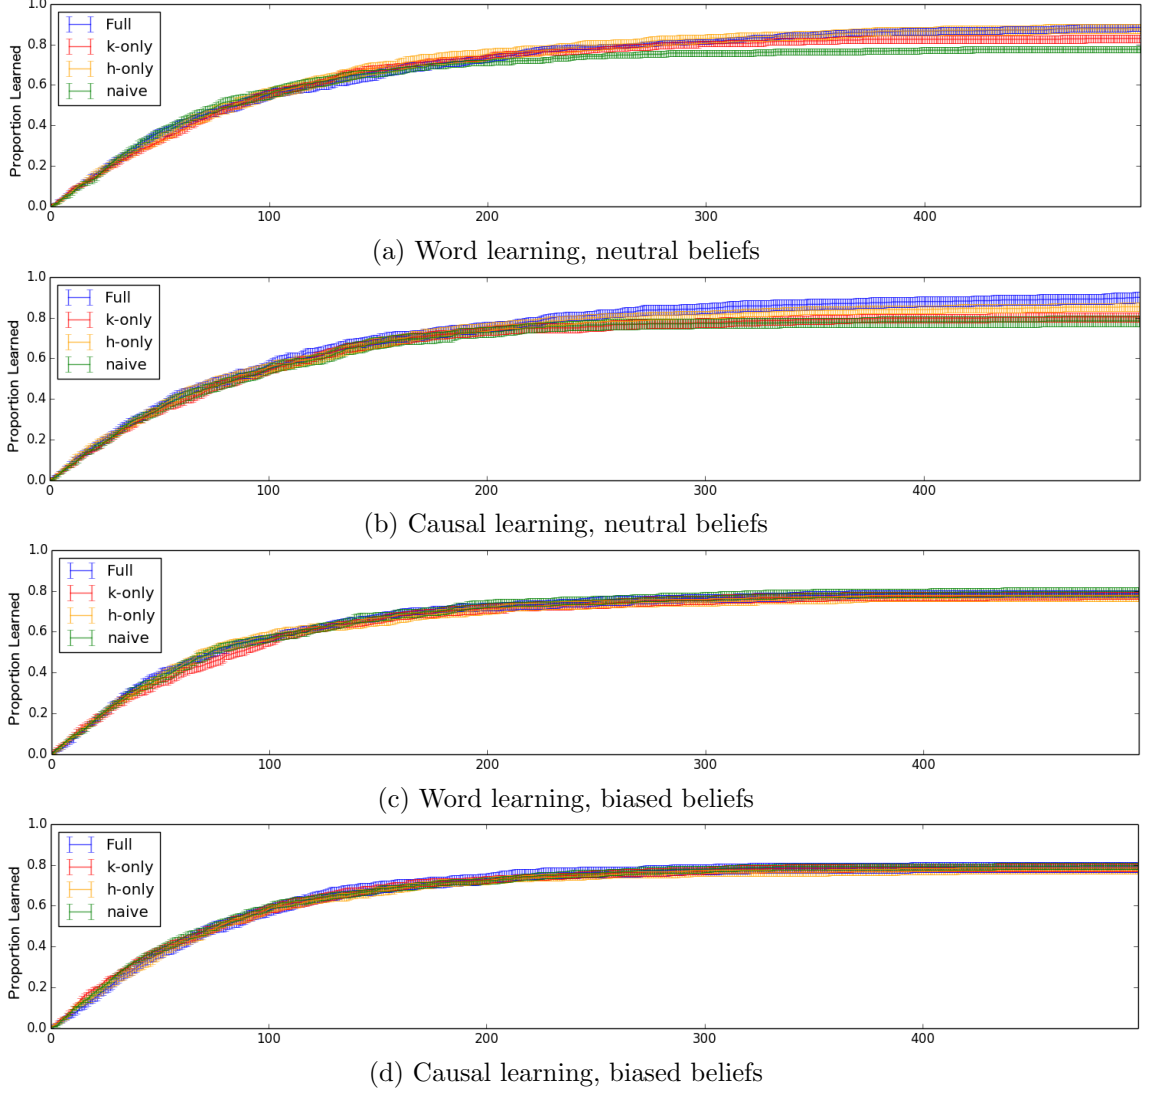 1.0
0.8
0.6
0.4
0.2
0.0
Proportion Learned
Full
k-only
h-only
naive
0 100 200 300 400
(a) Word learning, neutral beliefs
1.0
0.8
0.6
0.4
0.2
0.0
Proportion Learned
Full
k-only
h-only
naive
0 100 200 300 400
(b) Causal learning, neutral beliefs
1.0
0.8
0.6
0.4
0.2
0.0
Proportion Learned
Full
k-only
h-only
naive
0 100 200 300 400
(c) Word learning, biased beliefs
1.0
0.8
0.6
0.4
0.2
0.0
Proportion Learned
Full
k-only
h-only
naive
0 100 200 300 400
(d) Causal learning, biased beliefs